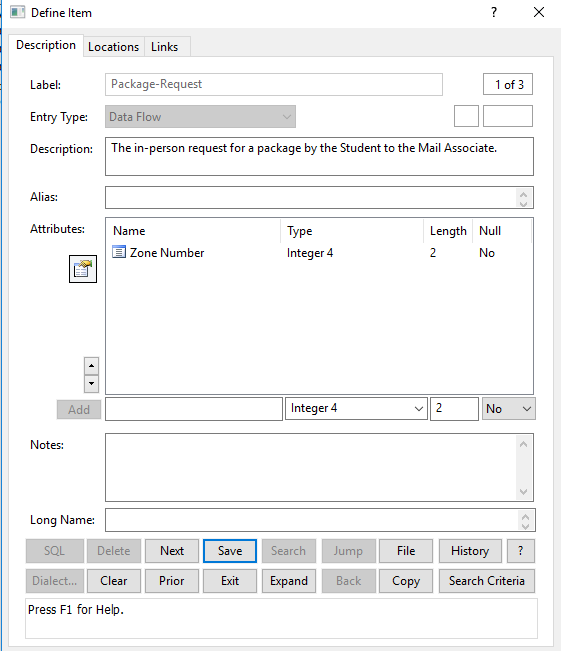 Define Item
?
Description Locations Links
Label: Package-Request 1 of 3
Entry Type: Data Flow
Description: The in-person request for a package by the Student to the Mail Associate.
Alias:
Attributes: Name Type Length Null
Zone Number Integer 4 2 No
Add Integer 4 2 No
Notes:
Long Name:
SQL Delete Next Save Search Jump File History ?
Dialect... Clear Prior Exit Expand Back Copy Search Criteria
Press F1 for Help.